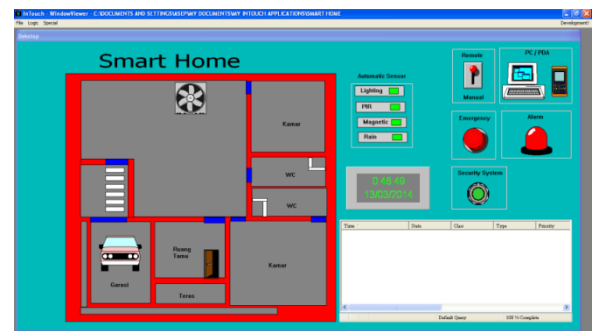 InTouch - WindowViewer - C:\DOCUMENTS AND SETTINGS\ASEP\MY DOCUMENTS\MY INTOUCH APPLICATIONS\SMART HOME
File Logic Special
Development!
Desktop
Smart Home
Kamar
WC
WC
Ruang
Tamu
Garasi
Teras
Kamar
Automatic Sensor
Lighting
PIR
Magnetic
Rain
Remote
Manual
PC / PDA
Emergency
Alarm
Security System
0:48:49
13/03/2014
Time Date Class Type Priority
Default Query 100 % Complete